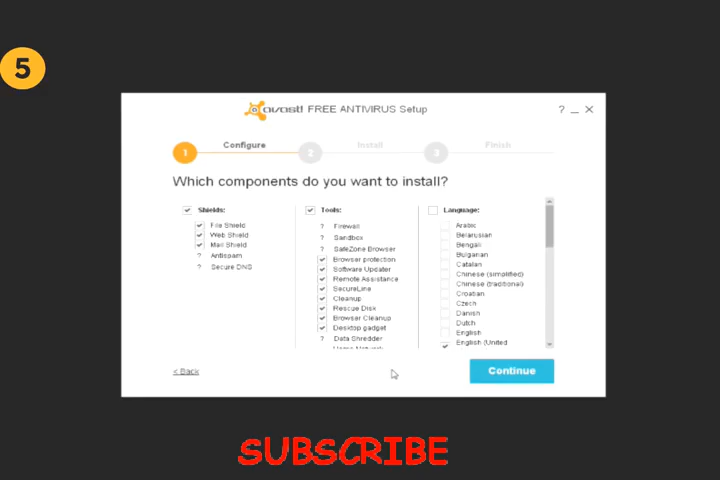 5
avast! FREE ANTIVIRUS Setup
? _ ✕
1 Configure 2 Install 3 Finish
Which components do you want to install?
Shields:
File Shield
Web Shield
Mail Shield
? Antispam
? Secure DNS
Tools:
? Firewall
? Sandbox
? SafeZone Browser
Browser protection
Software Updater
Remote Assistance
SecureLine
Cleanup
Rescue Disk
Browser Cleanup
Desktop gadget
? Data Shredder
Language:
Arabic
Belarusian
Bengali
Bulgarian
Catalan
Chinese (simplified)
Chinese (traditional)
Croatian
Czech
Danish
Dutch
English
English (United
< Back
Continue
SUBSCRIBE